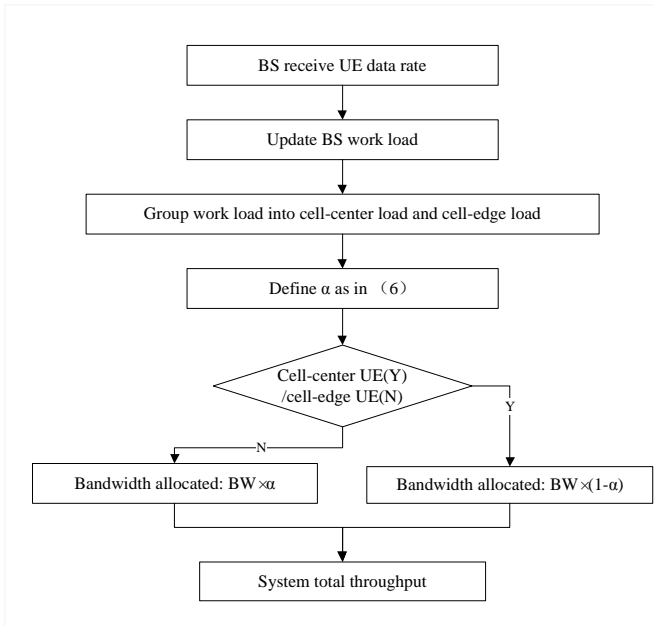 BS receive UE data rate
Update BS work load
Group work load into cell-center load and cell-edge load
Define α as in （6）
Cell-center UE(Y)
/cell-edge UE(N)
Y
N
Bandwidth allocated: BW×α
Bandwidth allocated: BW×(1-α)
System total throughput